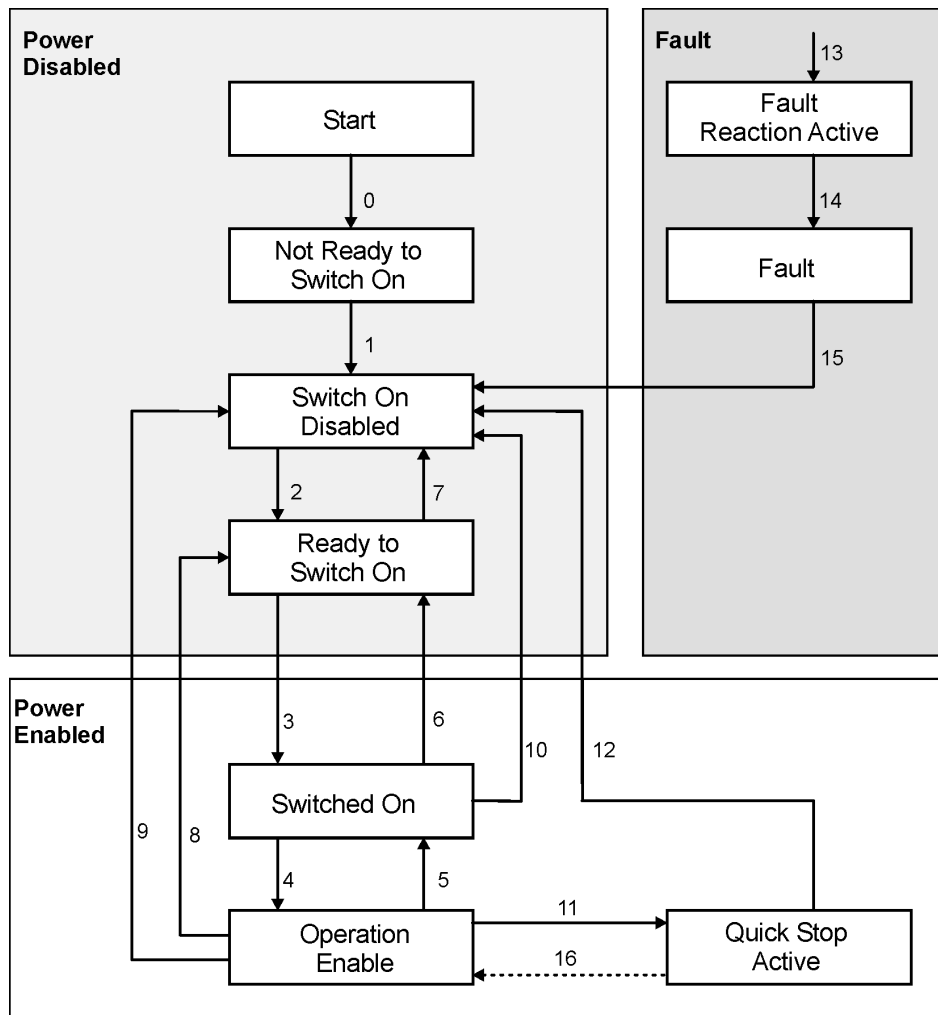 Power
Disabled
Start
0
Not Ready to
Switch On
1
Switch On
Disabled
2
7
Ready to
Switch On
Fault
13
Fault
Reaction Active
14
Fault
15
Power
Enabled
3
6
10
12
Switched On
9
8
4
5
11
Operation
Enable
16
Quick Stop
Active